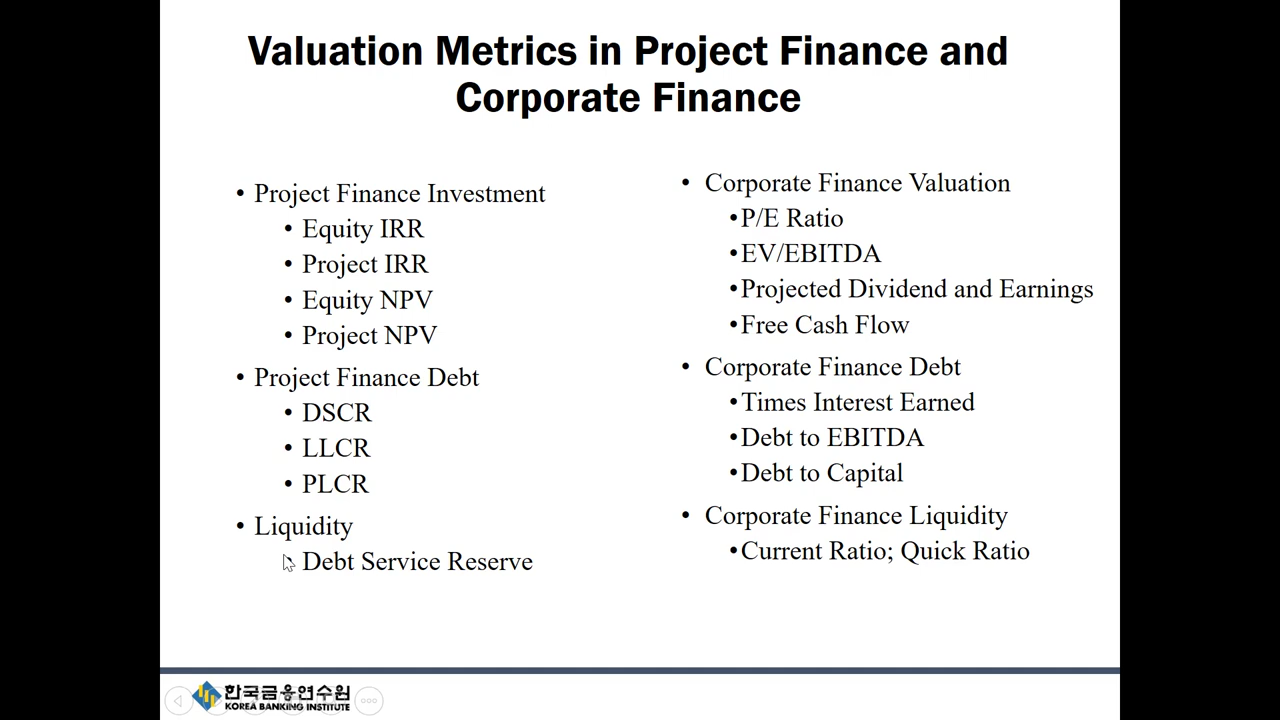 Valuation Metrics in Project Finance and
Corporate Finance
• Project Finance Investment
• Equity IRR
• Project IRR
• Equity NPV
• Project NPV
• Project Finance Debt
• DSCR
• LLCR
• PLCR
• Liquidity
Debt Service Reserve
• Corporate Finance Valuation
•P/E Ratio
•EV/EBITDA
•Projected Dividend and Earnings
•Free Cash Flow
• Corporate Finance Debt
•Times Interest Earned
•Debt to EBITDA
•Debt to Capital
• Corporate Finance Liquidity
•Current Ratio; Quick Ratio
한국금융연수원
KOREA BANKING INSTITUTE